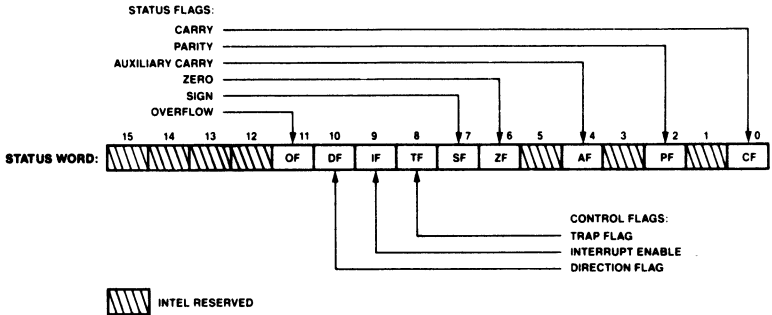 STATUS FLAGS:
CARRY
PARITY
AUXILIARY CARRY
ZERO
SIGN
OVERFLOW
15 14 13 12 11 10 9 8 7 6 5 4 3 2 1 0
STATUS WORD: OF DF IF TF SF ZF AF PF CF
CONTROL FLAGS:
TRAP FLAG
INTERRUPT ENABLE
DIRECTION FLAG
INTEL RESERVED